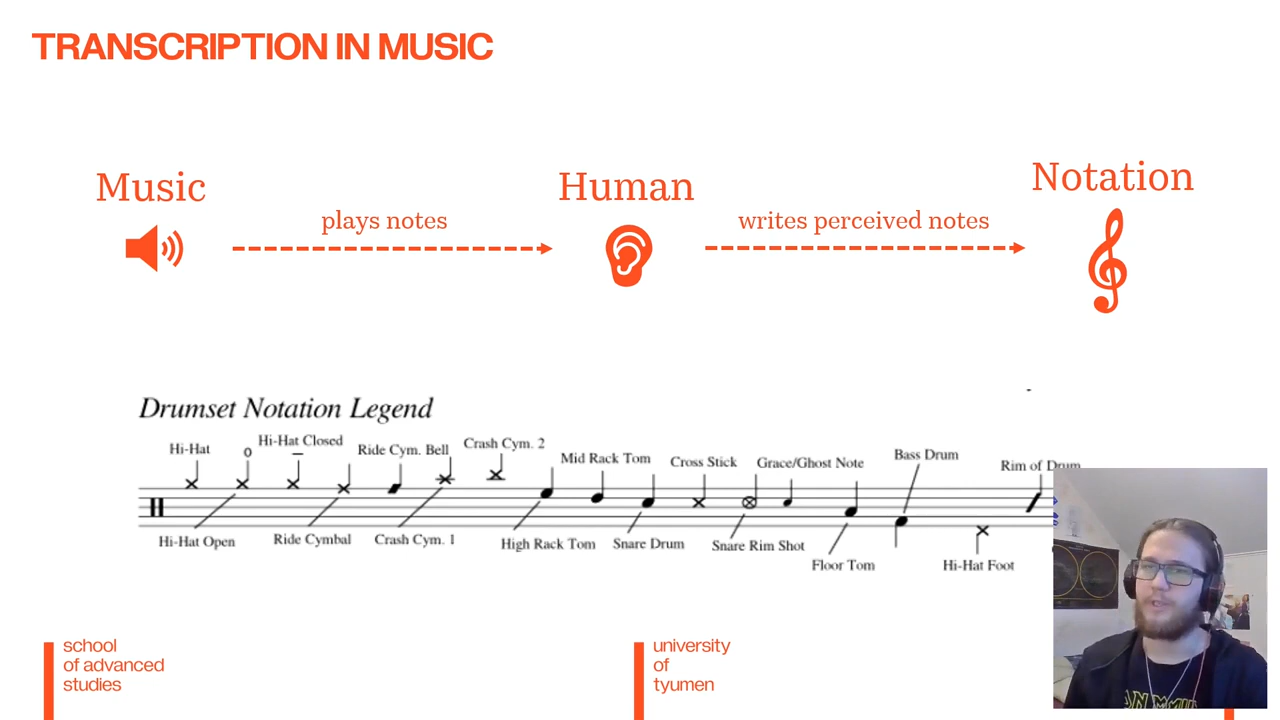 TRANSCRIPTION IN MUSIC
Music
Human
Notation
plays notes
writes perceived notes
Drumset Notation Legend
Hi-Hat
o
Hi-Hat Closed
Ride Cym. Bell
Crash Cym. 2
Mid Rack Tom
Cross Stick
Grace/Ghost Note
Bass Drum
Rim of Drum
Hi-Hat Open
Ride Cymbal
Crash Cym. 1
High Rack Tom
Snare Drum
Snare Rim Shot
Floor Tom
Hi-Hat Foot
school
of advanced
studies
university
of
tyumen